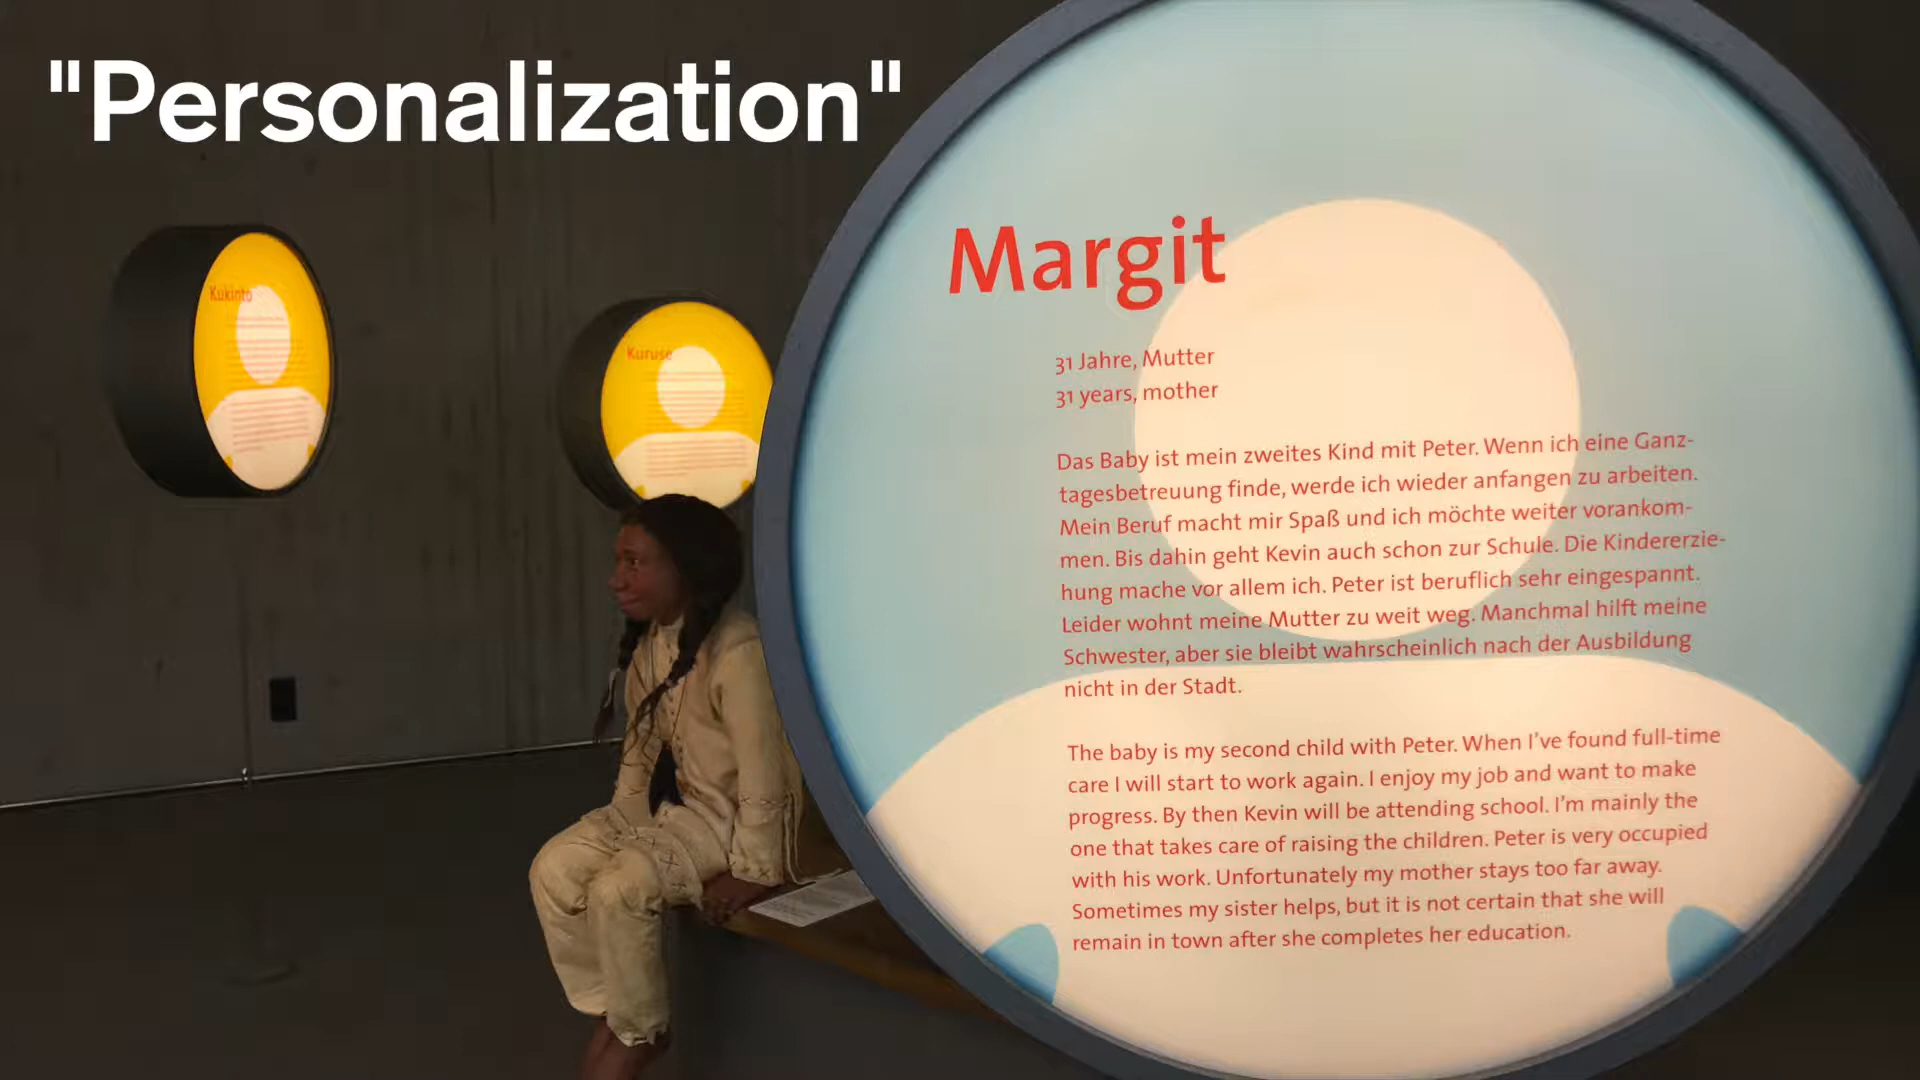 "Personalization"
Margit
31 Jahre, Mutter
31 years, mother
Das Baby ist mein zweites Kind mit Peter. Wenn ich eine Ganz-
tagesbetreuung finde, werde ich wieder anfangen zu arbeiten.
Mein Beruf macht mir Spaß und ich möchte weiter vorankom-
men. Bis dahin geht Kevin auch schon zur Schule. Die Kindererzie-
hung mache vor allem ich. Peter ist beruflich sehr eingespannt.
Leider wohnt meine Mutter zu weit weg. Manchmal hilft meine
Schwester, aber sie bleibt wahrscheinlich nach der Ausbildung
nicht in der Stadt.
The baby is my second child with Peter. When I've found full-time
care I will start to work again. I enjoy my job and want to make
progress. By then Kevin will be attending school. I'm mainly the
one that takes care of raising the children. Peter is very occupied
with his work. Unfortunately my mother stays too far away.
Sometimes my sister helps, but it is not certain that she will
remain in town after she completes her education.
Kukinto
Kuruse